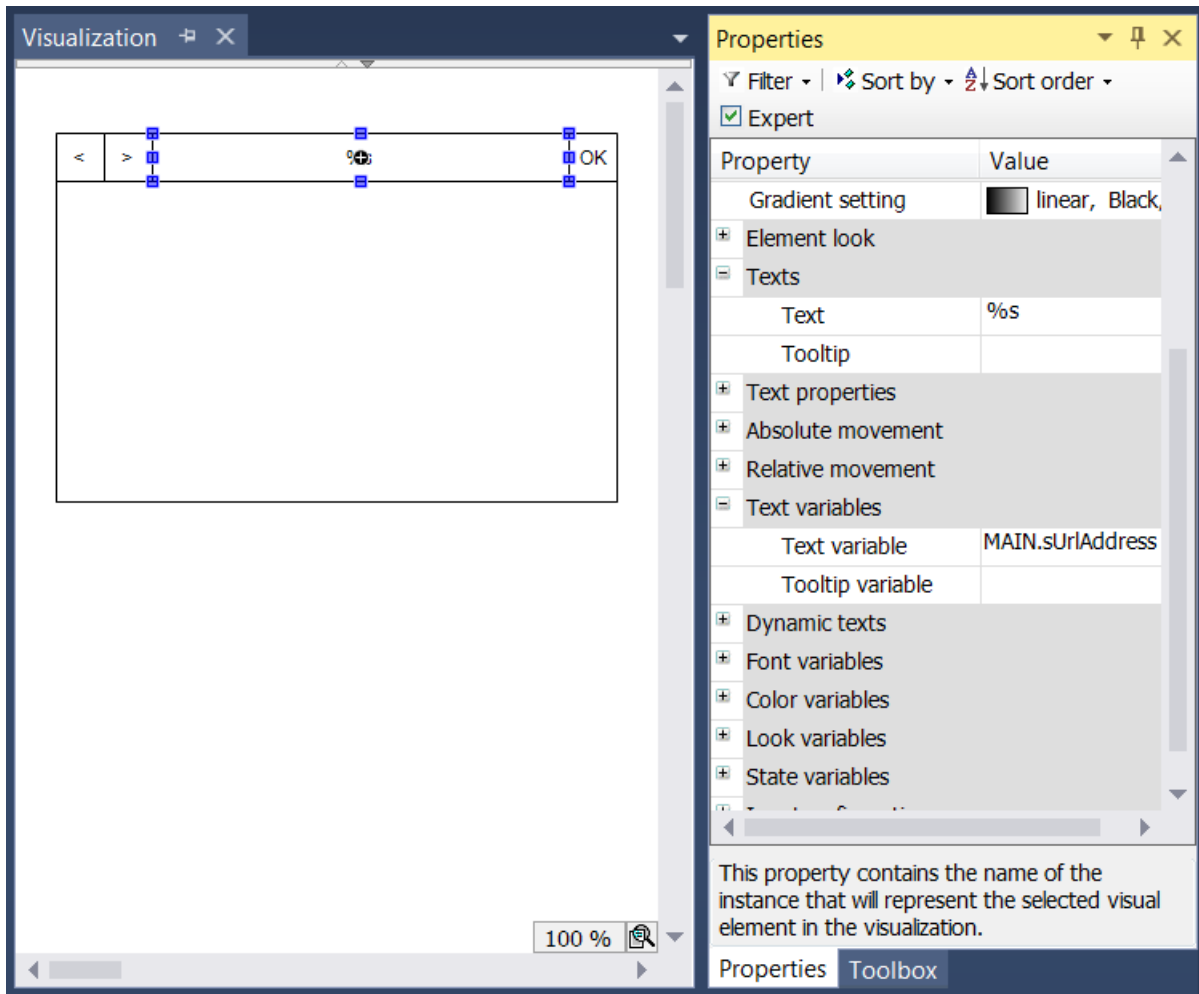 Visualization
< > OK
100 %
Properties
Filter Sort by Sort order
Expert
Property Value
Gradient setting linear, Black,
Element look
Texts
Text %s
Tooltip
Text properties
Absolute movement
Relative movement
Text variables
Text variable MAIN.sUrlAddress
Tooltip variable
Dynamic texts
Font variables
Color variables
Look variables
State variables
This property contains the name of the
instance that will represent the selected visual
element in the visualization.
Properties Toolbox